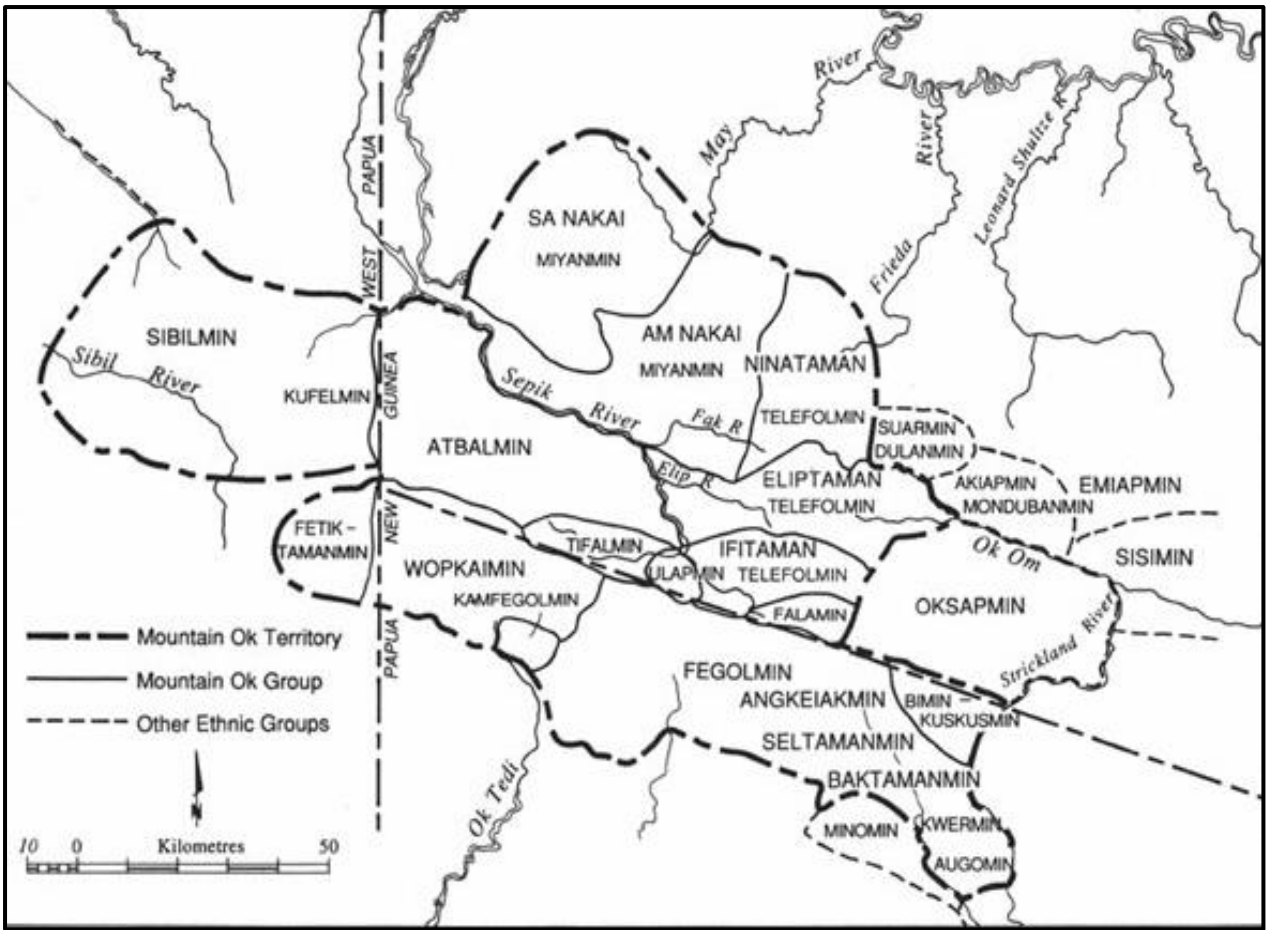 May
River
River
Frieda
Leonard Shultze R
WEST
PAPUA
SA NAKAI
MIYANMIN
SIBILMIN
Sibil
River
KUFELMIN
GUINEA
AM NAKAI
MIYANMIN
NINATAMAN
TELEFOLMIN
Sepik
River
Fak R
ATBALMIN
Elip R
ELIPTAMAN
TELEFOLMIN
SUARMIN
DULANMIN
AKIAPMIN
MONDUBANMIN
EMIAPMIN
SISIMIN
Ok Om
FETIK–
TAMANMIN
NEW
PAPUA
TIFALMIN
WOPKAIMIN
KAMFEGOLMIN
ULAPMIN
IFITAMAN
TELEFOLMIN
FALAMIN
OKSAPMIN
Strickland River
FEGOLMIN
ANGKEIAKMIN
BIMIN –
KUSKUSMIN
SELTAMANMIN
BAKTAMANMIN
MINOMIN
KWERMIN
AUGOMIN
Ok Tedi
Mountain Ok Territory
Mountain Ok Group
Other Ethnic Groups
N
10 0 Kilometres 50